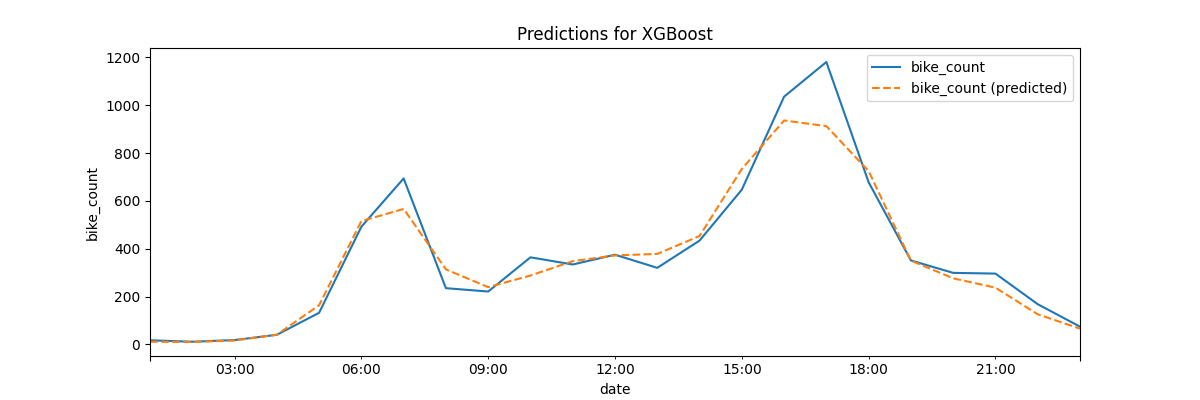 Predictions for XGBoost
1200
1000
800
600
400
200
0
bike_count
bike_count
bike_count (predicted)
03:00
06:00
09:00
12:00
15:00
18:00
21:00
date